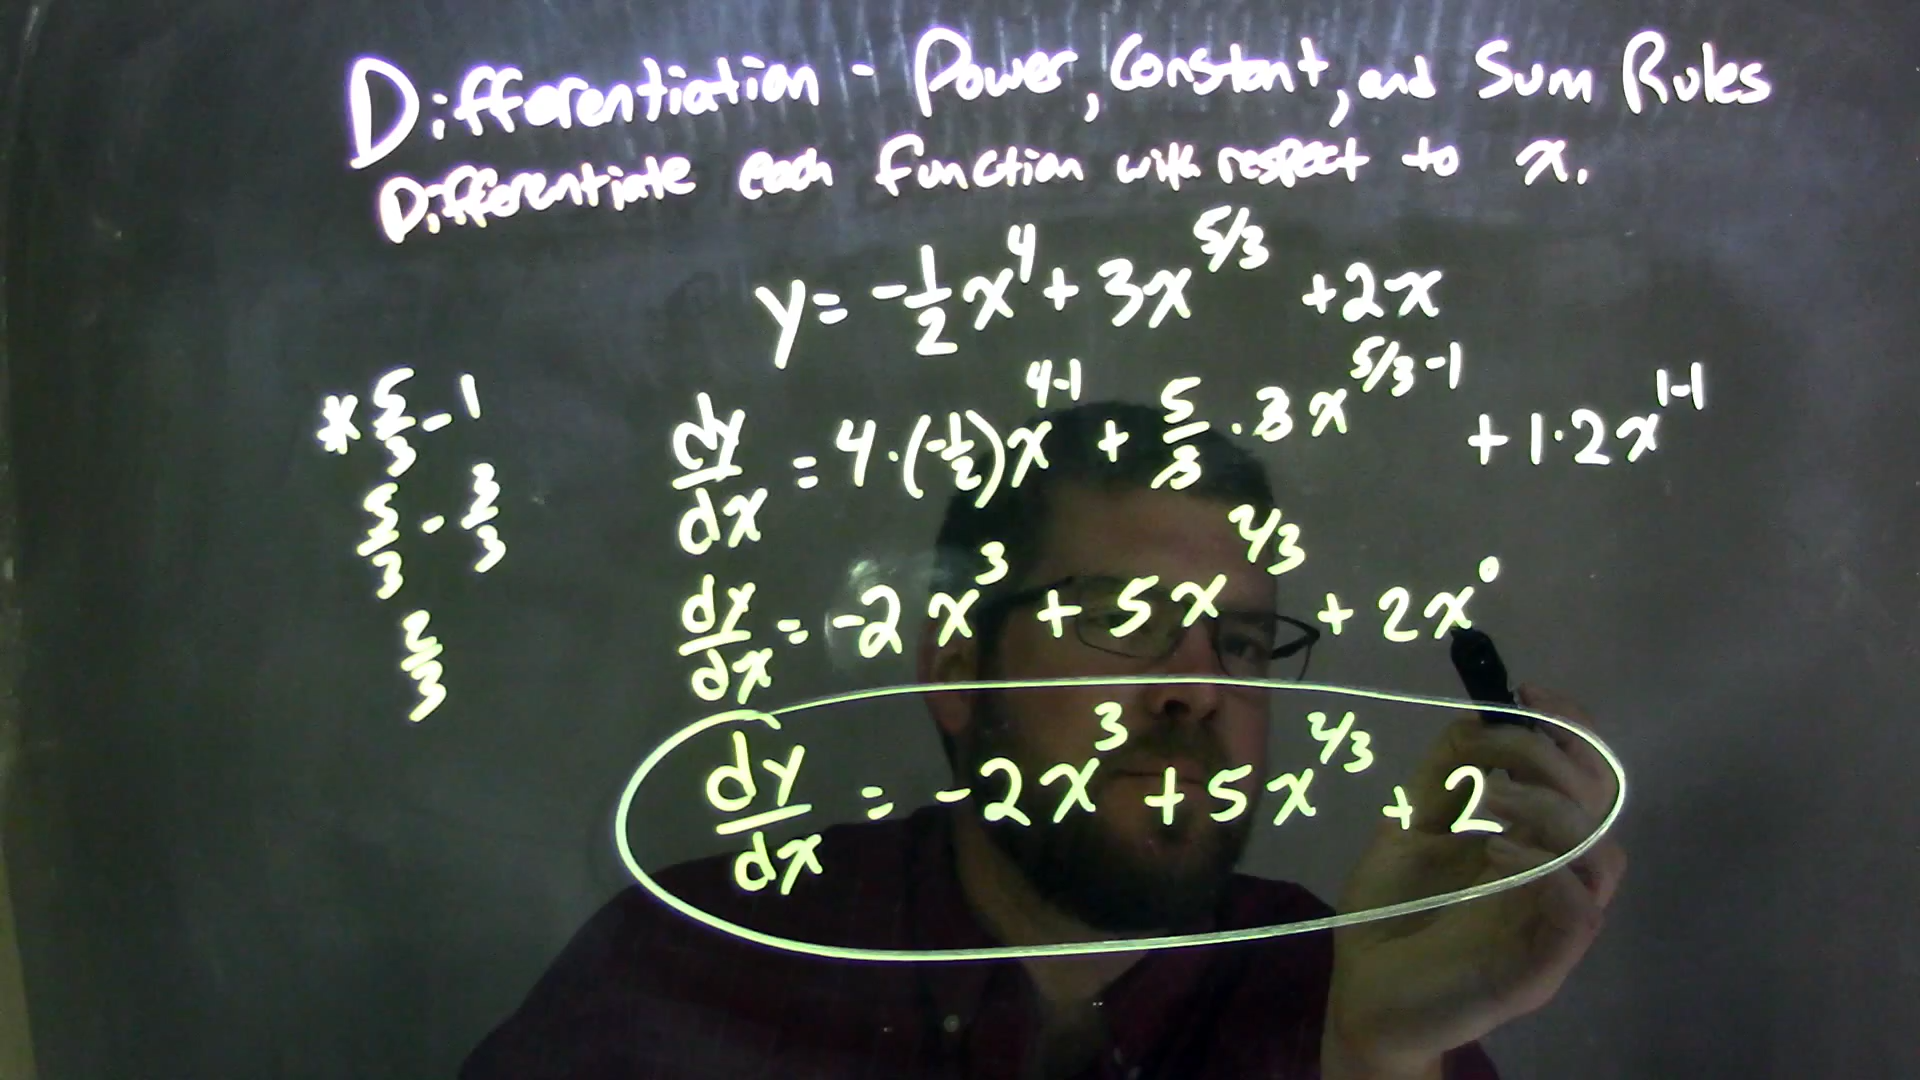 Differentiation - Power, Constant, and Sum Rules
Differentiate each function with respect to x.
y = -1/2 x^4 + 3x^5/3 + 2x
* 5/3 - 1
dy/dx = 4·(-1/2)x^4-1 + 5/3 · 3x^5/3-1 + 1·2x^1-1
5/3 - 3/3
dy/dx = -2x^3 + 5x^2/3 + 2x^0
2/3
dy/dx = -2x^3 + 5x^2/3 + 2